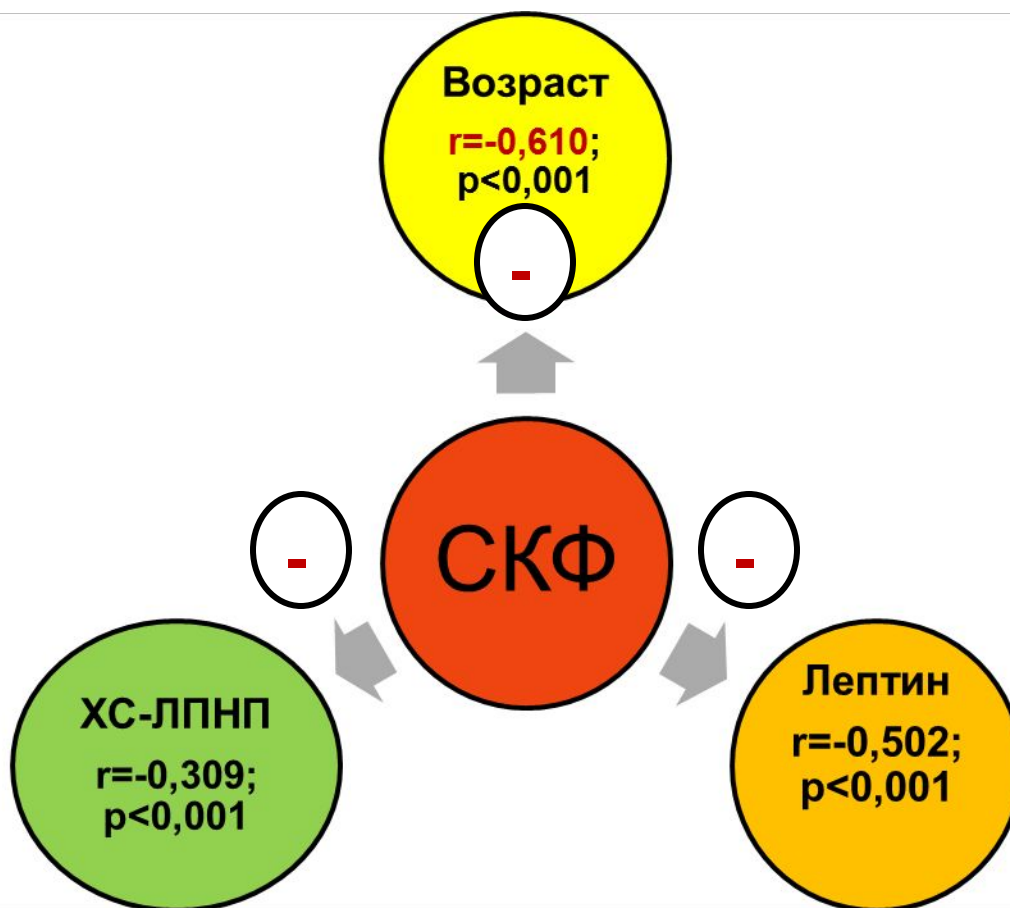 Возраст
r=-0,610;
p<0,001
-
СКФ
-
-
ХС-ЛПНП
r=-0,309;
p<0,001
Лептин
r=-0,502;
p<0,001